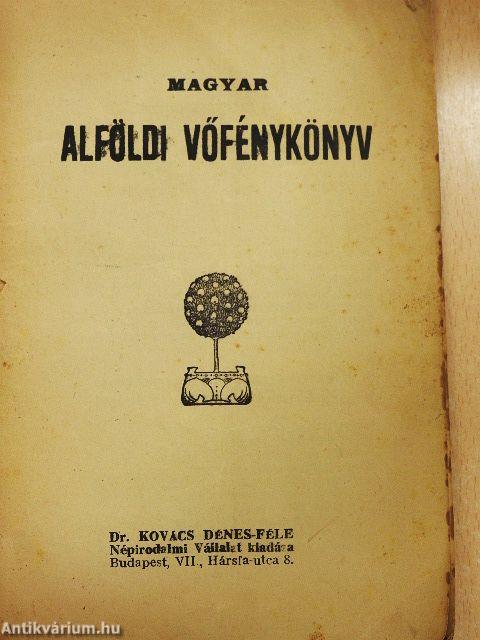 MAGYAR
ALFÖLDI VŐFÉNYKÖNYV
Dr. KOVÁCS DÉNES-FÉLE
Népirodalmi Vállalat kiadása
Budapest, VII., Hársfa-utca 8.
Antikvárium.hu